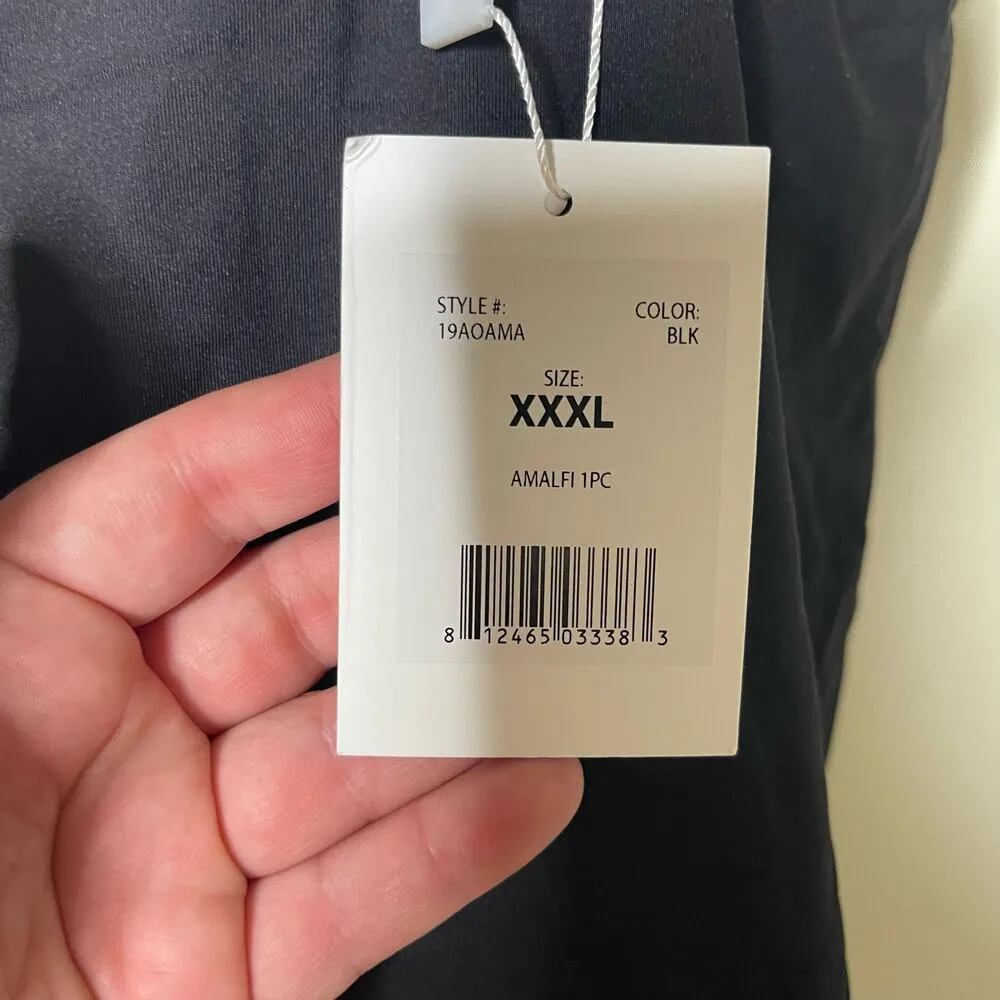 STYLE #:
19AOAMA
COLOR:
BLK
SIZE:
XXXL
AMALFI 1PC
8 12465 03338 3